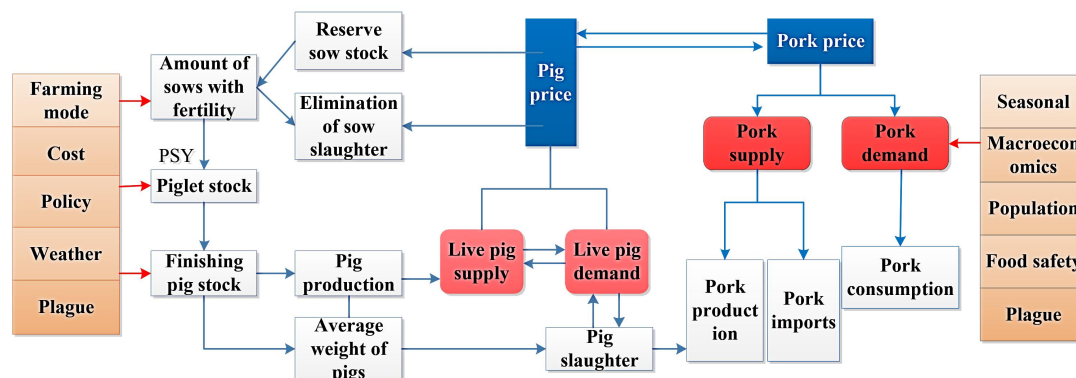 Farming
mode
Cost
Policy
Weather
Plague
Amount of
sows with
fertility
PSY
Piglet stock
Finishing
pig stock
Reserve
sow stock
Elimination
of sow
slaughter
Pig
production
Average
weight of
pigs
Pig
price
Live pig
supply
Live pig
demand
Pig
slaughter
Pork price
Pork
supply
Pork
demand
Pork
product
ion
Pork
imports
Pork
consumption
Seasonal
Macroecon
omics
Population
Food safety
Plague